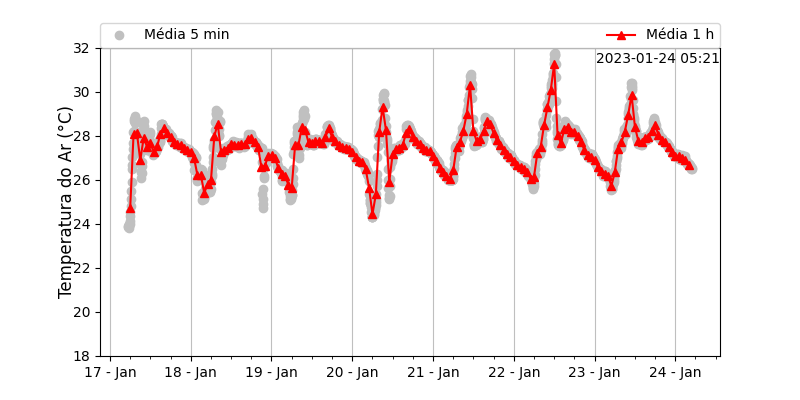 Média 5 min
Média 1 h
2023-01-24 05:21
Temperatura do Ar (°C)
32
30
28
26
24
22
20
18
17 - Jan
18 - Jan
19 - Jan
20 - Jan
21 - Jan
22 - Jan
23 - Jan
24 - Jan